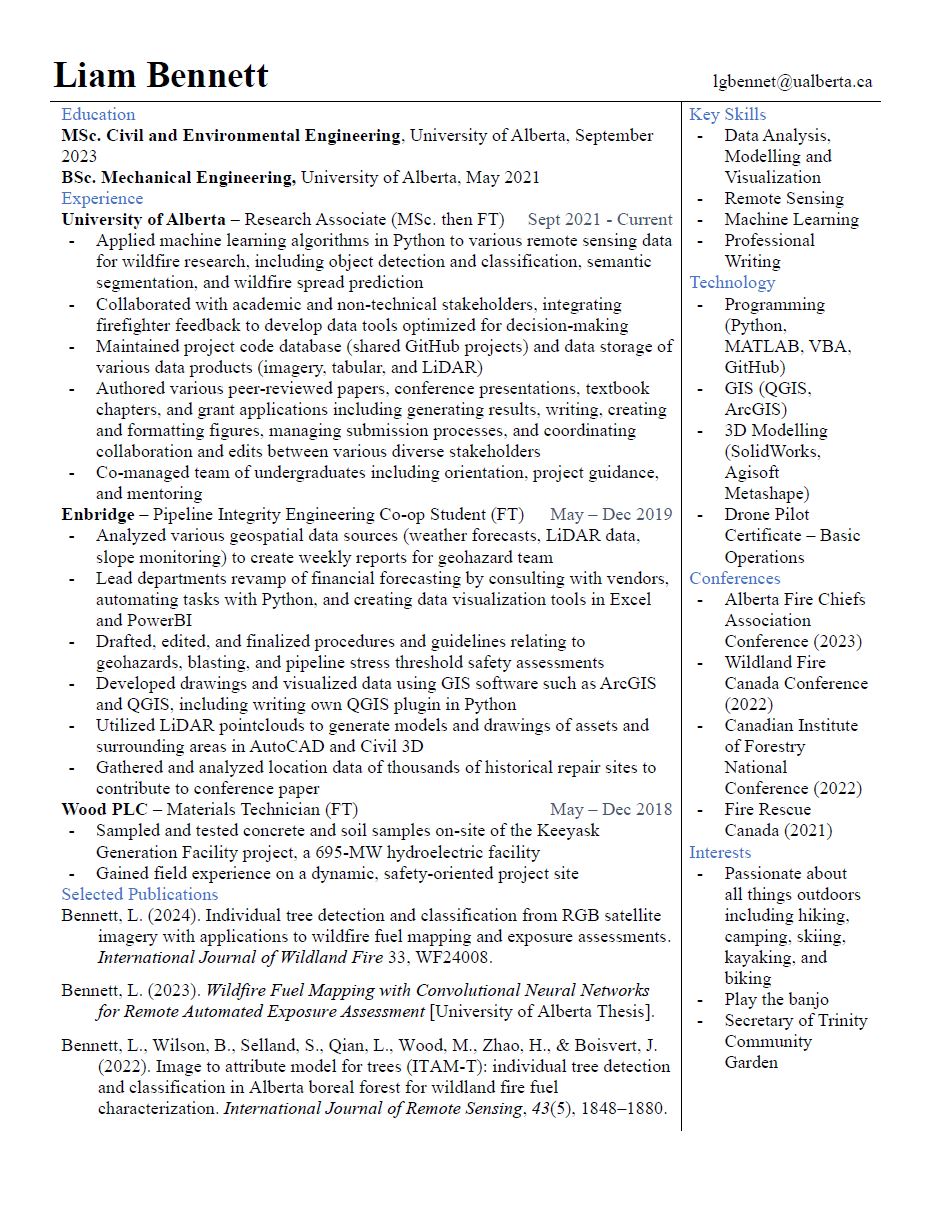 Liam Bennett
lgbennet@ualberta.ca
Education
MSc. Civil and Environmental Engineering, University of Alberta, September
2023
BSc. Mechanical Engineering, University of Alberta, May 2021
Experience
University of Alberta – Research Associate (MSc. then FT) Sept 2021 - Current
- Applied machine learning algorithms in Python to various remote sensing data
for wildfire research, including object detection and classification, semantic
segmentation, and wildfire spread prediction
- Collaborated with academic and non-technical stakeholders, integrating
firefighter feedback to develop data tools optimized for decision-making
- Maintained project code database (shared GitHub projects) and data storage of
various data products (imagery, tabular, and LiDAR)
- Authored various peer-reviewed papers, conference presentations, textbook
chapters, and grant applications including generating results, writing, creating
and formatting figures, managing submission processes, and coordinating
collaboration and edits between various diverse stakeholders
- Co-managed team of undergraduates including orientation, project guidance,
and mentoring
Enbridge – Pipeline Integrity Engineering Co-op Student (FT) May – Dec 2019
- Analyzed various geospatial data sources (weather forecasts, LiDAR data,
slope monitoring) to create weekly reports for geohazard team
- Lead departments revamp of financial forecasting by consulting with vendors,
automating tasks with Python, and creating data visualization tools in Excel
and PowerBI
- Drafted, edited, and finalized procedures and guidelines relating to
geohazards, blasting, and pipeline stress threshold safety assessments
- Developed drawings and visualized data using GIS software such as ArcGIS
and QGIS, including writing own QGIS plugin in Python
- Utilized LiDAR pointclouds to generate models and drawings of assets and
surrounding areas in AutoCAD and Civil 3D
- Gathered and analyzed location data of thousands of historical repair sites to
contribute to conference paper
Wood PLC – Materials Technician (FT) May – Dec 2018
- Sampled and tested concrete and soil samples on-site of the Keeyask
Generation Facility project, a 695-MW hydroelectric facility
- Gained field experience on a dynamic, safety-oriented project site
Selected Publications
Bennett, L. (2024). Individual tree detection and classification from RGB satellite
imagery with applications to wildfire fuel mapping and exposure assessments.
International Journal of Wildland Fire 33, WF24008.
Bennett, L. (2023). Wildfire Fuel Mapping with Convolutional Neural Networks
for Remote Automated Exposure Assessment [University of Alberta Thesis].
Bennett, L., Wilson, B., Selland, S., Qian, L., Wood, M., Zhao, H., & Boisvert, J.
(2022). Image to attribute model for trees (ITAM-T): individual tree detection
and classification in Alberta boreal forest for wildland fire fuel
characterization. International Journal of Remote Sensing, 43(5), 1848–1880.
Key Skills
- Data Analysis,
Modelling and
Visualization
- Remote Sensing
- Machine Learning
- Professional
Writing
Technology
- Programming
(Python,
MATLAB, VBA,
GitHub)
- GIS (QGIS,
ArcGIS)
- 3D Modelling
(SolidWorks,
Agisoft
Metashape)
- Drone Pilot
Certificate – Basic
Operations
Conferences
- Alberta Fire Chiefs
Association
Conference (2023)
- Wildland Fire
Canada Conference
(2022)
- Canadian Institute
of Forestry
National
Conference (2022)
- Fire Rescue
Canada (2021)
Interests
- Passionate about
all things outdoors
including hiking,
camping, skiing,
kayaking, and
biking
- Play the banjo
- Secretary of Trinity
Community
Garden